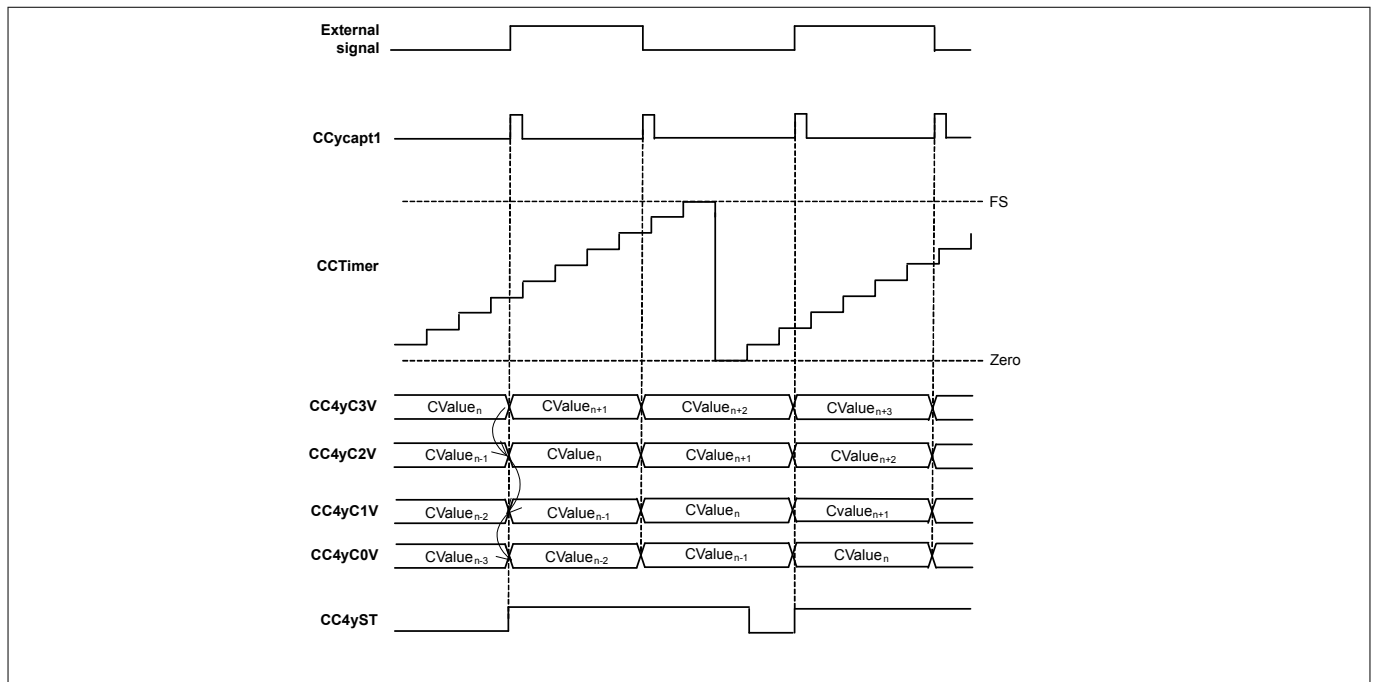 External
signal
CCycapt1
FS
CCTimer
Zero
CC4yC3V CValueₙ CValueₙ₊₁ CValueₙ₊₂ CValueₙ₊₃
CC4yC2V CValueₙ₋₁ CValueₙ CValueₙ₊₁ CValueₙ₊₂
CC4yC1V CValueₙ₋₂ CValueₙ₋₁ CValueₙ Cvalueₙ₊₁
CC4yC0V CValueₙ₋₃ CValueₙ₋₂ CValueₙ₋₁ CValueₙ
CC4yST